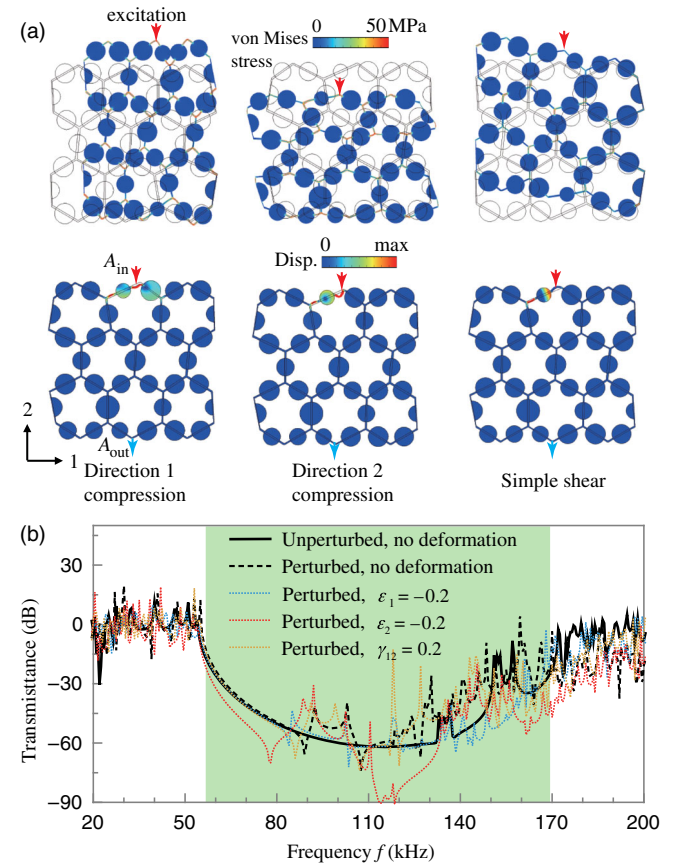 (a)
excitation
von Mises
stress
0 50 MPa
A_in
Disp.
0 max
2
1
A_out
Direction 1
compression
Direction 2
compression
Simple shear
(b)
Unperturbed, no deformation
Perturbed, no deformation
Perturbed, ε_1 = −0.2
Perturbed, ε_2 = −0.2
Perturbed, γ_12 = 0.2
Transmisttance (dB)
30
0
−30
−60
−90
20 50 80 110 140 170 200
Frequency f (kHz)